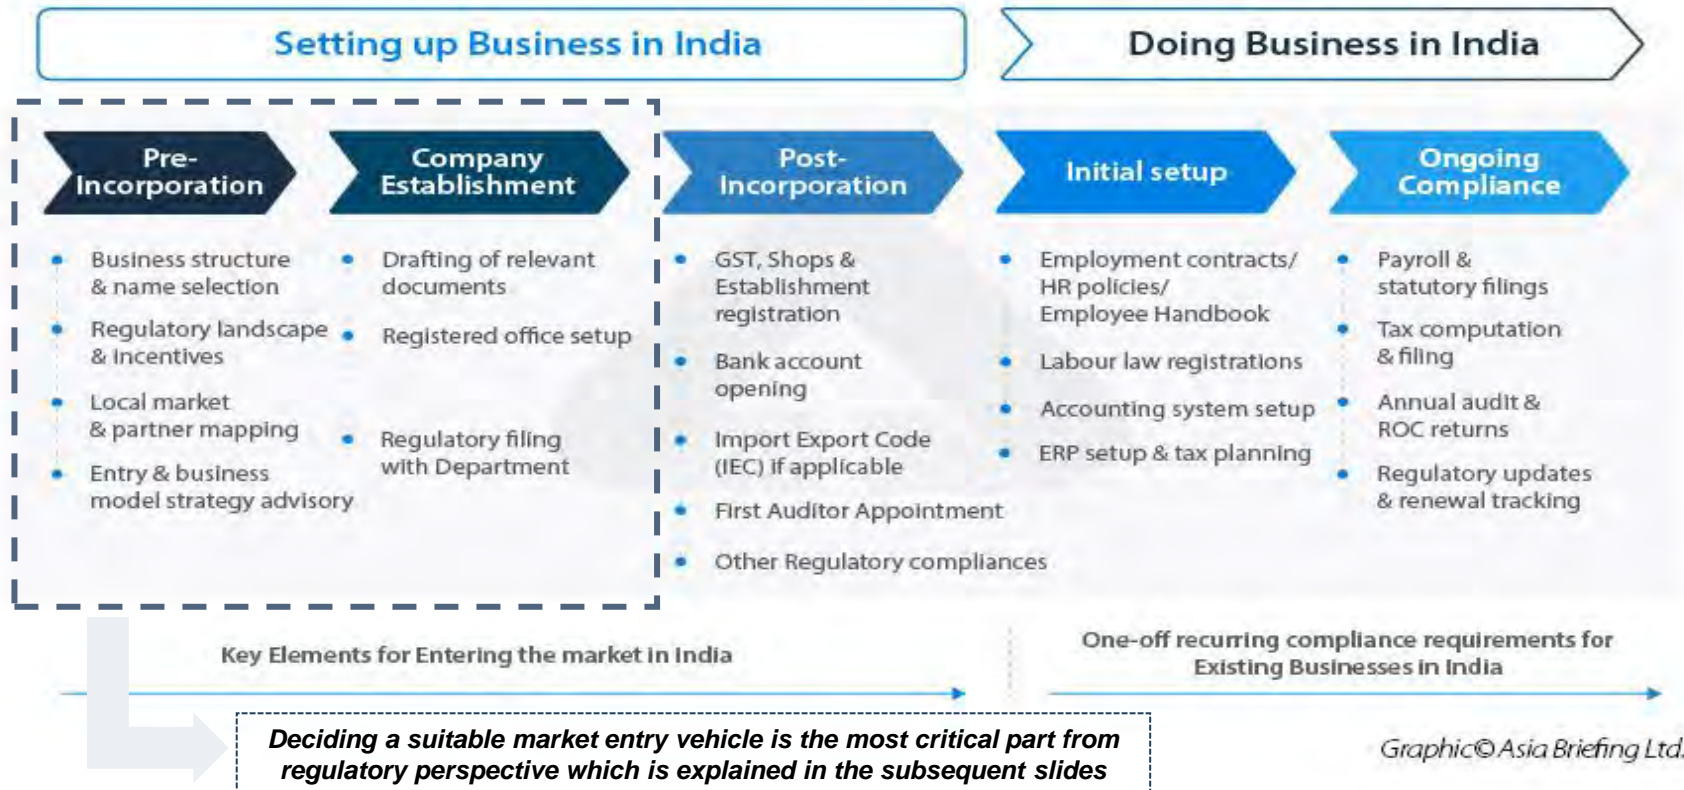 Setting up Business in India
Doing Business in India
Pre-
Incorporation
Company
Establishment
Post-
Incorporation
Initial setup
Ongoing
Compliance
Business structure
& name selection
Regulatory landscape
& incentives
Local market
& partner mapping
Entry & business
model strategy advisory
Drafting of relevant
documents
Registered office setup
Regulatory filing
with Department
GST, Shops &
Establishment
registration
Bank account
opening
Import Export Code
(IEC) if applicable
First Auditor Appointment
Other Regulatory compliances
Employment contracts/
HR policies/
Employee Handbook
Labour law registrations
Accounting system setup
ERP setup & tax planning
Payroll &
statutory filings
Tax computation
& filing
Annual audit &
ROC returns
Regulatory updates
& renewal tracking
Key Elements for Entering the market in India
One-off recurring compliance requirements for
Existing Businesses in India
Deciding a suitable market entry vehicle is the most critical part from
regulatory perspective which is explained in the subsequent slides
Graphic© Asia Briefing Ltd.